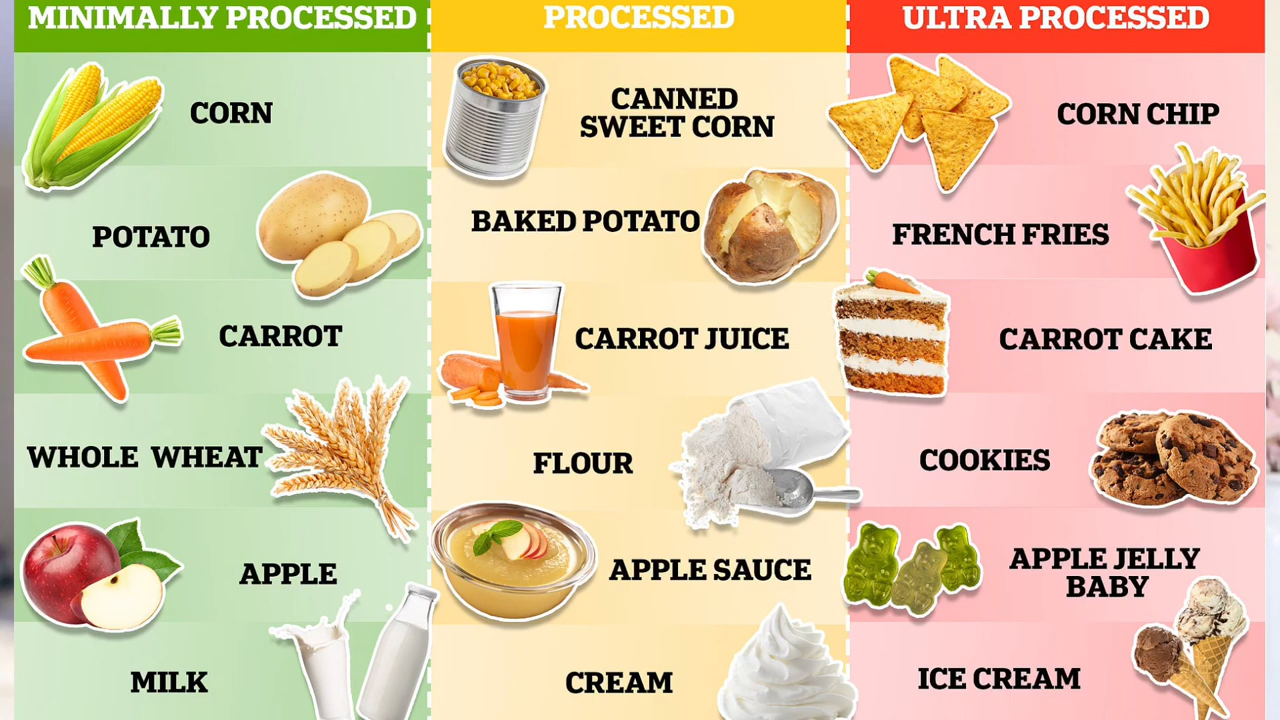 MINIMALLY PROCESSED
PROCESSED
ULTRA PROCESSED
CORN
CANNED
SWEET CORN
CORN CHIP
POTATO
BAKED POTATO
FRENCH FRIES
CARROT
CARROT JUICE
CARROT CAKE
WHOLE WHEAT
FLOUR
COOKIES
APPLE
APPLE SAUCE
APPLE JELLY
BABY
MILK
CREAM
ICE CREAM